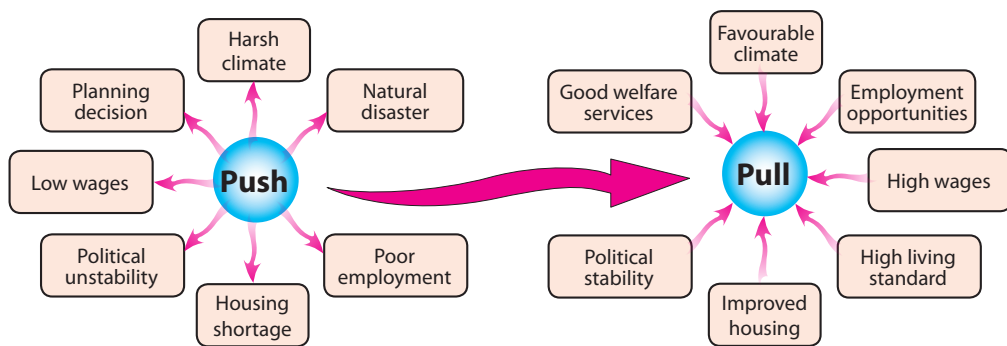 Harsh
climate
Planning
decision
Natural
disaster
Low wages
Push
Political
unstability
Poor
employment
Housing
shortage
Favourable
climate
Good welfare
services
Employment
opportunities
Pull
High wages
Political
stability
High living
standard
Improved
housing